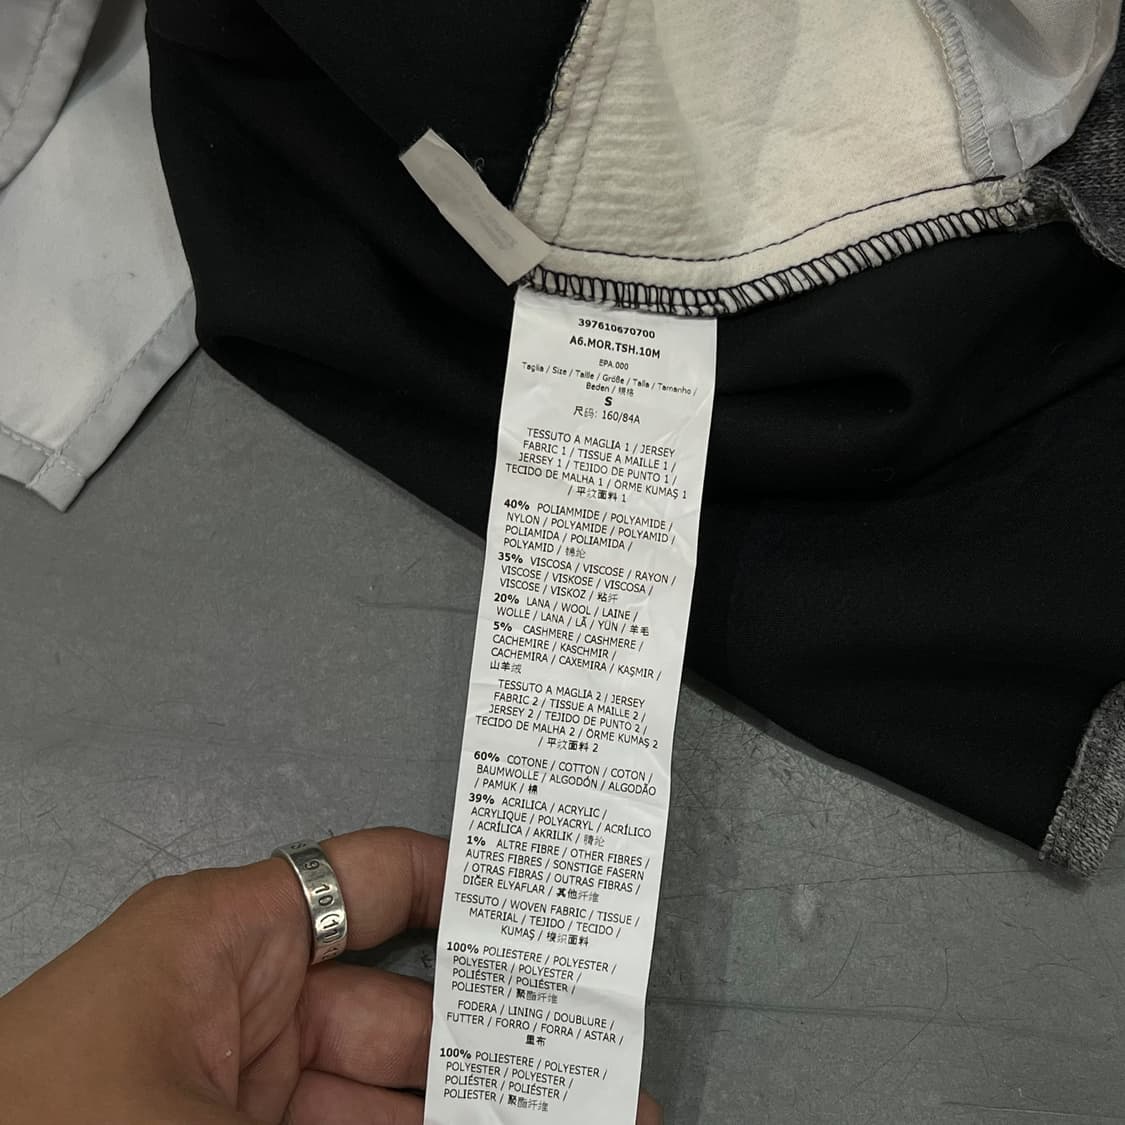 397610670700
A6.MOR.TSH.10M
EPA.000
Taglia / Size / Taille / Größe / Talla / Tamanho /
Beden / 规格
S
尺码: 160/84A
TESSUTO A MAGLIA 1 / JERSEY
FABRIC 1 / TISSUE A MAILLE 1 /
JERSEY 1 / TEJIDO DE PUNTO 1 /
TECIDO DE MALHA 1 / ÖRME KUMAŞ 1
/ 平纹面料 1
40% POLIAMMIDE / POLYAMIDE /
NYLON / POLYAMIDE / POLYAMID /
POLIAMIDA / POLIAMIDA /
POLYAMID / 锦纶
35% VISCOSA / VISCOSE / RAYON /
VISCOSE / VISKOSE / VISCOSA /
VISCOSE / VISKOZ / 粘纤
20% LANA / WOOL / LAINE /
WOLLE / LANA / LÃ / YÜN / 羊毛
5% CASHMERE / CASHMERE /
CACHEMIRE / KASCHMIR /
CACHEMIRA / CAXEMIRA / KAŞMIR /
山羊绒
TESSUTO A MAGLIA 2 / JERSEY
FABRIC 2 / TISSUE A MAILLE 2 /
JERSEY 2 / TEJIDO DE PUNTO 2 /
TECIDO DE MALHA 2 / ÖRME KUMAŞ 2
/ 平纹面料 2
60% COTONE / COTTON / COTON /
BAUMWOLLE / ALGODÓN / ALGODÃO
/ PAMUK / 棉
39% ACRILICA / ACRYLIC /
ACRYLIQUE / POLYACRYL / ACRÍLICO
/ ACRÍLICA / AKRILIK / 腈纶
1% ALTRE FIBRE / OTHER FIBRES /
AUTRES FIBRES / SONSTIGE FASERN
/ OTRAS FIBRAS / OUTRAS FIBRAS /
DIĞER ELYAFLAR / 其他纤维
TESSUTO / WOVEN FABRIC / TISSUE /
MATERIAL / TEJIDO / TECIDO /
KUMAŞ / 梭织面料
100% POLIESTERE / POLYESTER /
POLYESTER / POLYESTER /
POLIÉSTER / POLIÉSTER /
POLIESTER / 聚酯纤维
FODERA / LINING / DOUBLURE /
FUTTER / FORRO / FORRA / ASTAR /
里布
100% POLIESTERE / POLYESTER /
POLYESTER / POLYESTER /
POLIÉSTER / POLIÉSTER /
POLIESTER / 聚酯纤维
9 10 (11)